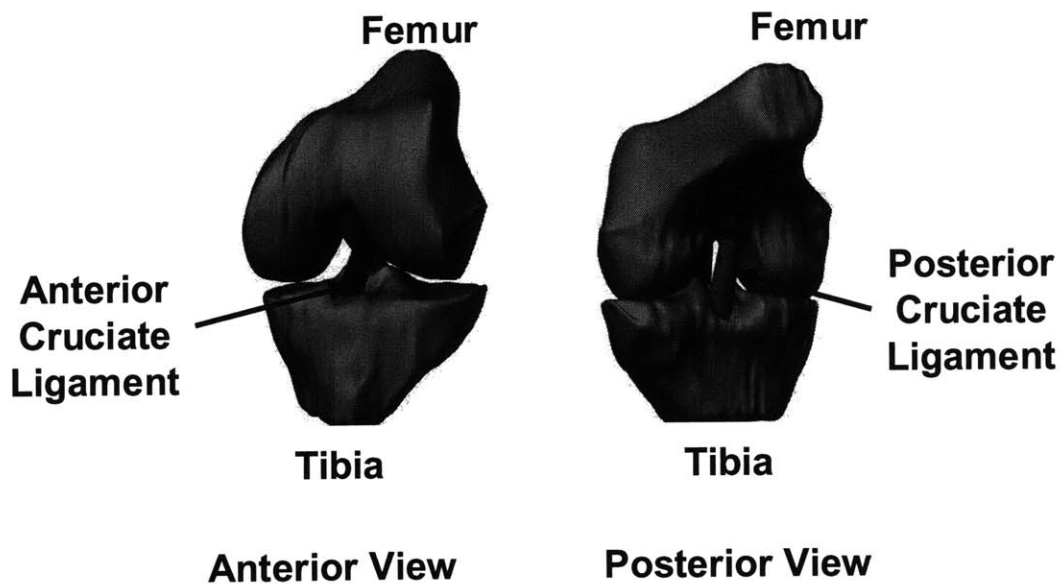 Femur
Femur
Anterior
Cruciate
Ligament
Posterior
Cruciate
Ligament
Tibia
Tibia
Anterior View
Posterior View